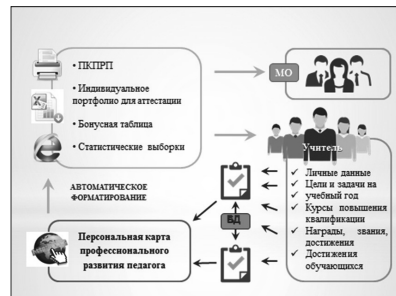 • ПКПРП
• Индивидуальное
портфолио для аттестации
• Бонусная таблица
• Статистические выборки
МО
Учитель
АВТОМАТИЧЕСКОЕ
ФОРМАТИРОВАНИЕ
ВД
Персональная карта
профессионального
развития педагога
✓ Личные данные
✓ Цели и задачи на
учебный год
✓ Курсы повышения
квалификации
✓ Награды, звания,
достижения
✓ Достижения
обучающихся